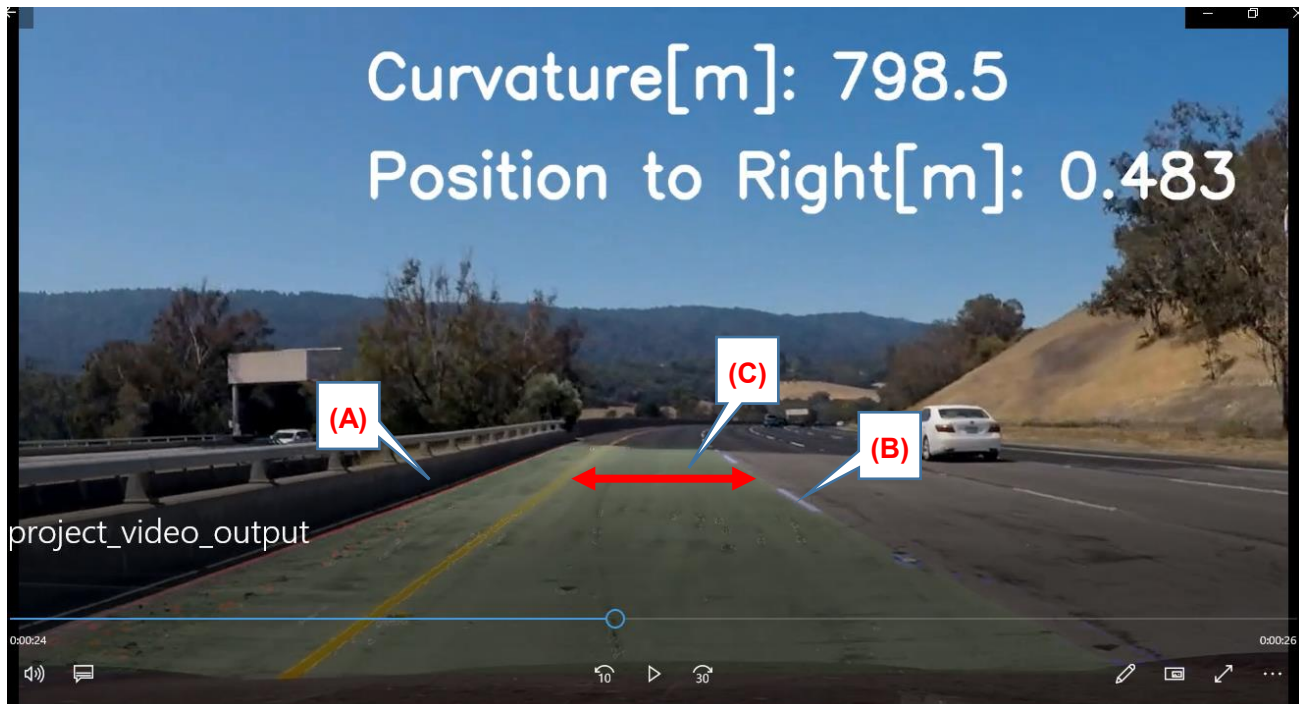 Curvature[m]: 798.5
Position to Right[m]: 0.483
(C)
(A)
(B)
project_video_output
0:00:24
0:00:26
10
30